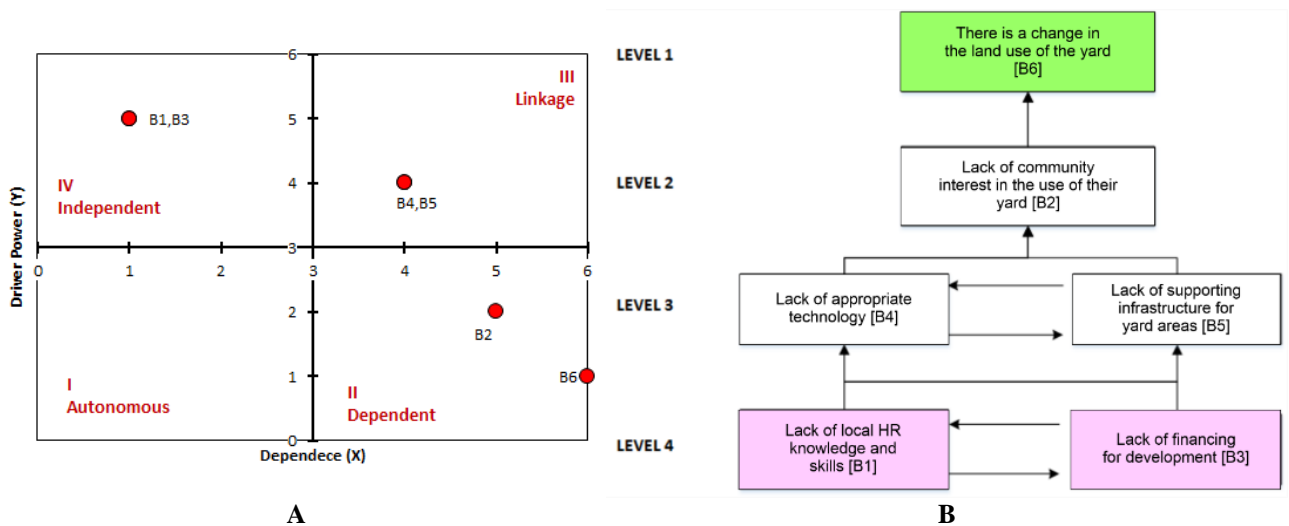 6
5
4
3
2
1
0
Driver Power (Y)
III
Linkage
B1,B3
IV
Independent
B4,B5
0 1 2 3 4 5 6
B2
B6
I
Autonomous
II
Dependent
Dependece (X)
A
LEVEL 1
There is a change in
the land use of the yard
[B6]
LEVEL 2
Lack of community
interest in the use of their
yard [B2]
LEVEL 3
Lack of appropriate
technology [B4]
Lack of supporting
infrastructure for
yard areas [B5]
LEVEL 4
Lack of local HR
knowledge and
skills [B1]
Lack of financing
for development [B3]
B